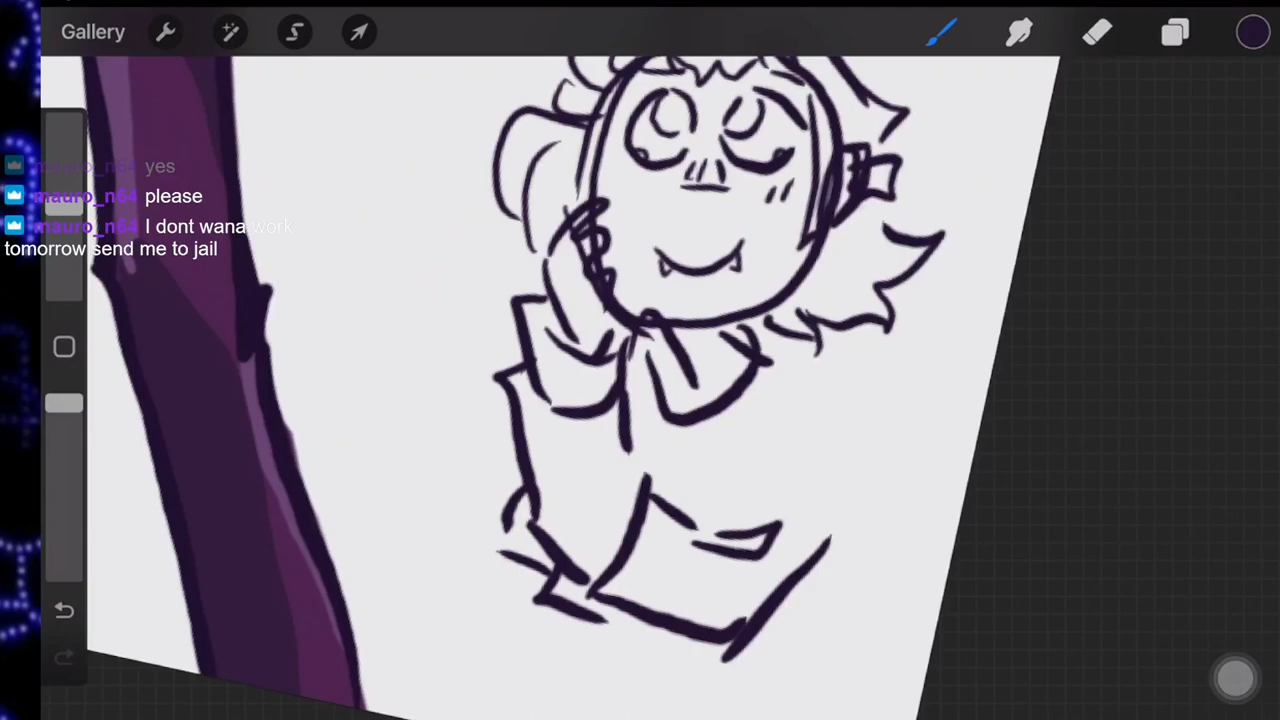 Gallery
mauro_n64 yes
mauro_n64 please
mauro_n64 I dont wana work
tomorrow send me to jail